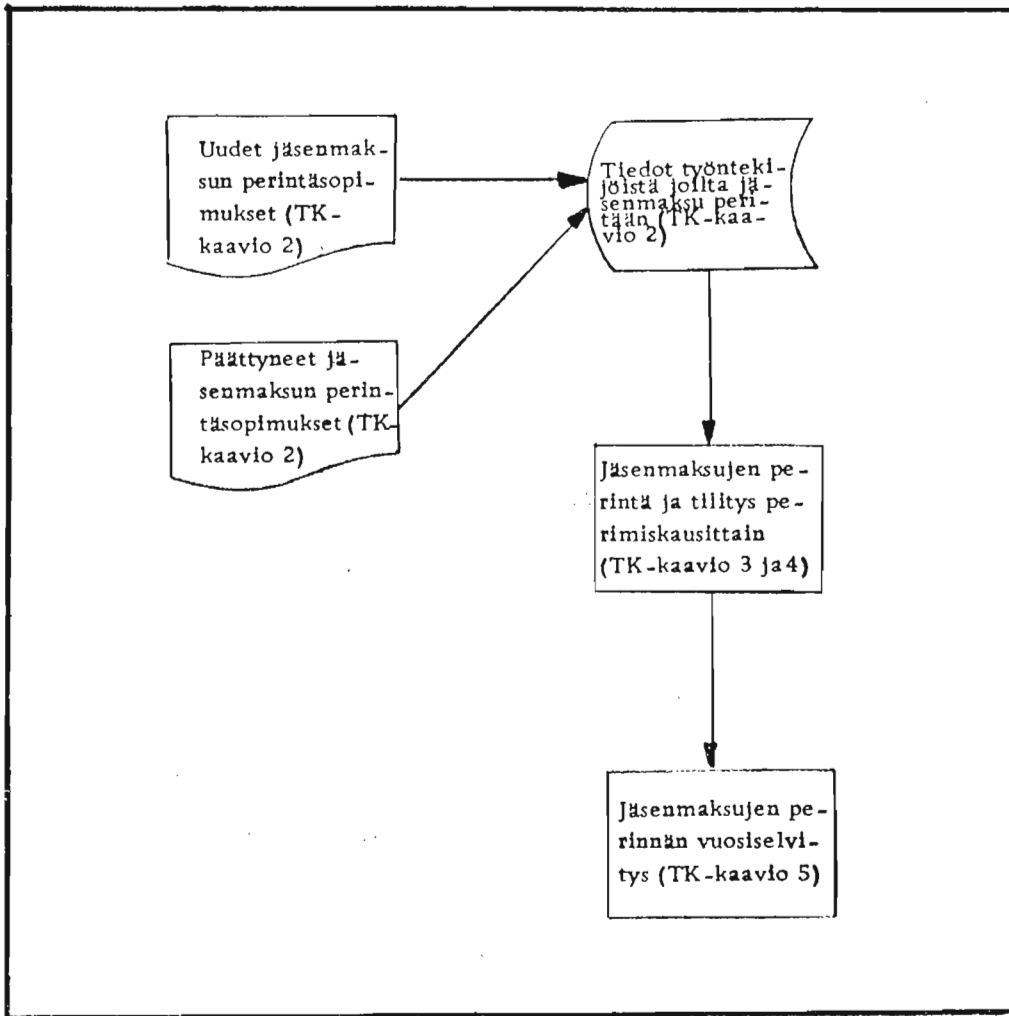 Uudet jäsenmak-
sun perintäsopi-
mukset (TK-
kaavio 2)
Tiedot työnteki-
jöistä joilta jä-
senmaksu peri-
tään (TK-kaa-
vio 2)
Päättyneet jä-
senmaksun perin-
täsopimukset (TK-
kaavio 2)
Jäsenmaksujen pe-
rintä ja tilitys pe-
rimiskausittain
(TK-kaavio 3 ja4)
Jäsenmaksujen pe-
rinnän vuosiselvi-
tys (TK-kaavio 5)